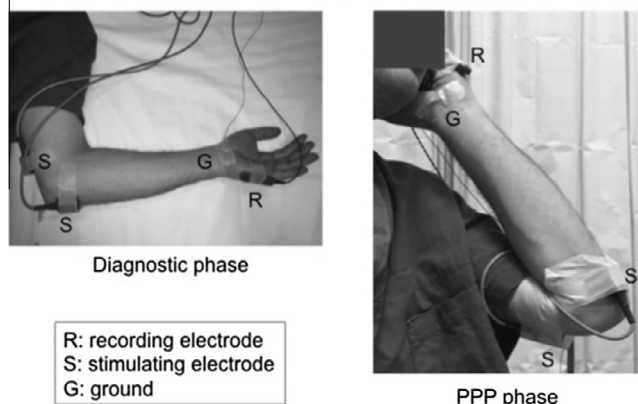 S
G
R
S
Diagnostic phase
R: recording electrode
S: stimulating electrode
G: ground
R
G
S
S
PPP phase